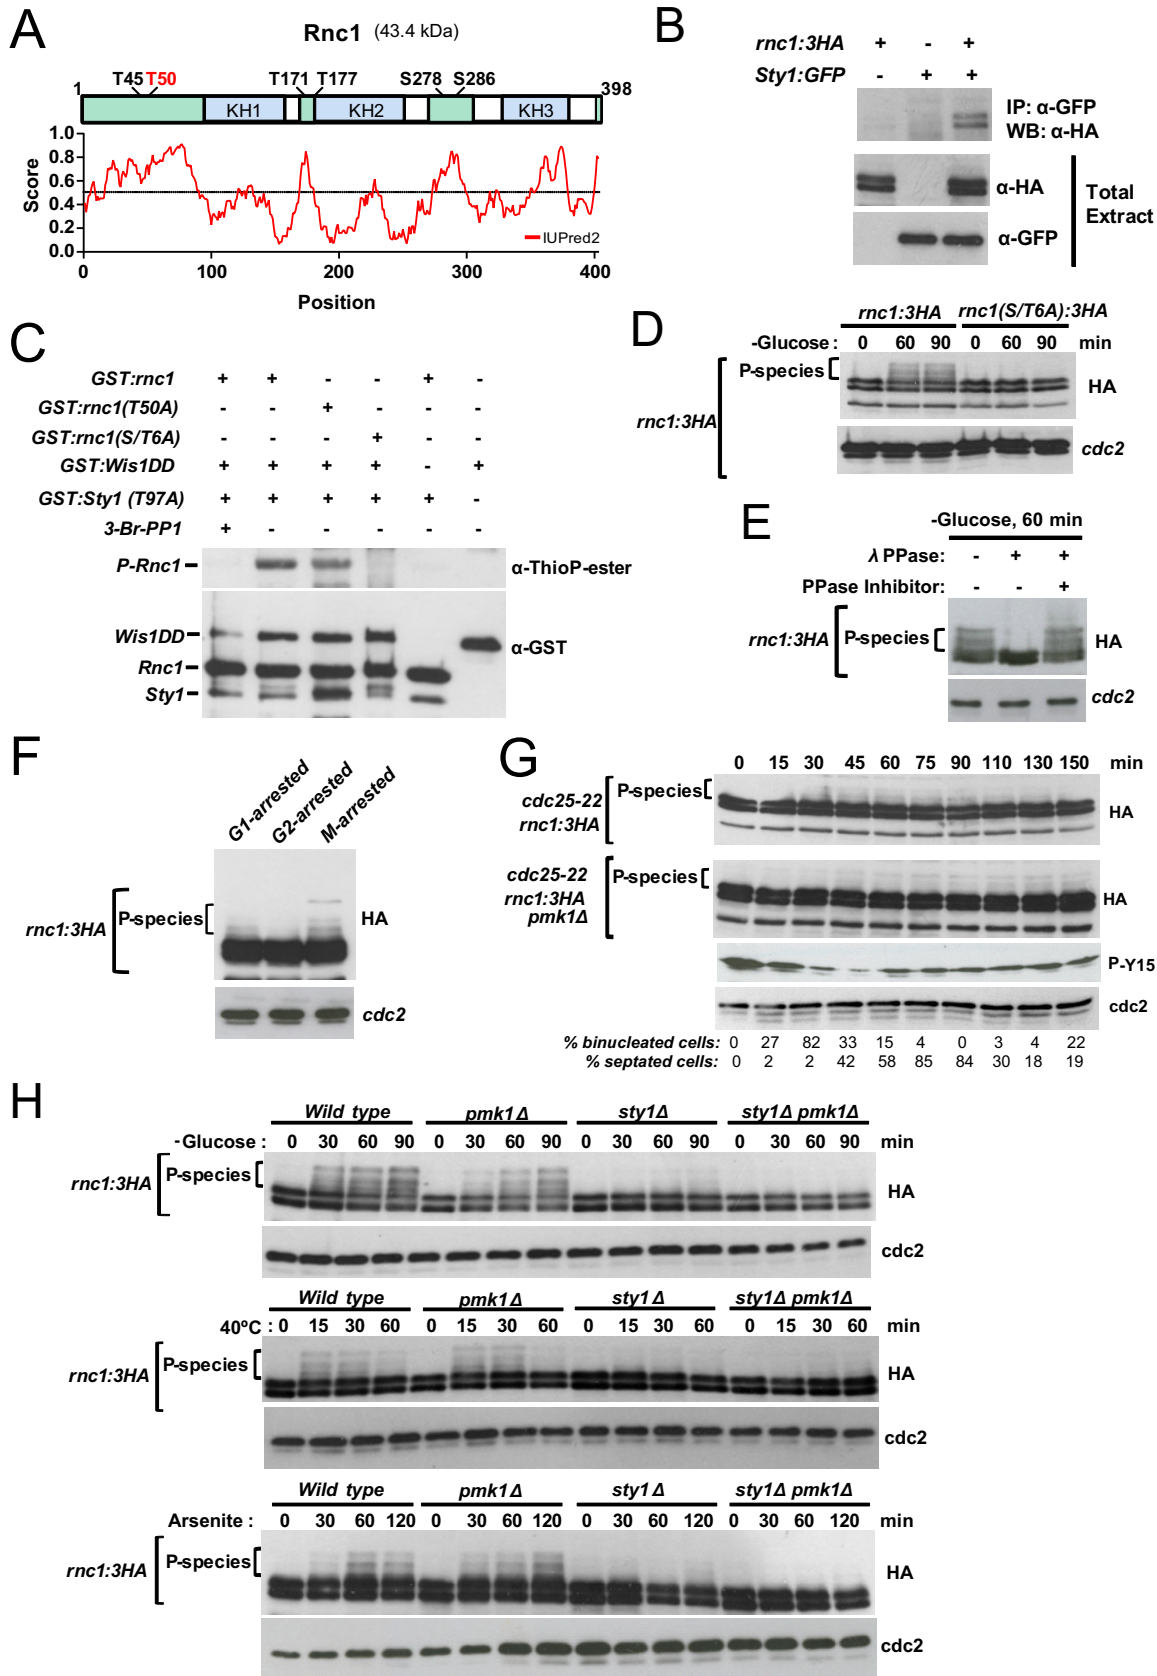 A
Rnc1 (43.4 kDa)
T45 T50 T171 T177 S278 S286
1 398
KH1 KH2 KH3
1.0
0.8
0.6
0.4
0.2
0.0
Score
IUPred2
0 100 200 300 400
Position
B
rnc1:3HA + - +
Sty1:GFP - + +
IP: α-GFP
WB: α-HA
α-HA
α-GFP
Total
Extract
C
GST:rnc1 + + - - + -
GST:rnc1(T50A) - - + - - -
GST:rnc1(S/T6A) - - - + - -
GST:Wis1DD + + + + - +
GST:Sty1 (T97A) + + + + + -
3-Br-PP1 + - - - - -
P-Rnc1
α-ThioP-ester
Wis1DD
Rnc1
Sty1
α-GST
D
rnc1:3HA rnc1(S/T6A):3HA
-Glucose : 0 60 90 0 60 90 min
P-species
rnc1:3HA
HA
cdc2
E
-Glucose, 60 min
λ PPase: - + +
PPase Inhibitor: - - +
rnc1:3HA P-species HA
cdc2
F
G1-arrested
G2-arrested
M-arrested
rnc1:3HA P-species HA
cdc2
G
0 15 30 45 60 75 90 110 130 150 min
cdc25-22
rnc1:3HA
P-species
HA
cdc25-22
rnc1:3HA
pmk1Δ
P-species
HA
P-Y15
cdc2
% binucleated cells: 0 27 82 33 15 4 0 3 4 22
% septated cells: 0 2 2 42 58 85 84 30 18 19
H
Wild type pmk1Δ sty1Δ sty1Δ pmk1Δ
-Glucose : 0 30 60 90 0 30 60 90 0 30 60 90 0 30 60 90 min
rnc1:3HA P-species HA
cdc2
Wild type pmk1Δ sty1Δ sty1Δ pmk1Δ
40ºC : 0 15 30 60 0 15 30 60 0 15 30 60 0 15 30 60 min
rnc1:3HA P-species HA
cdc2
Wild type pmk1Δ sty1Δ sty1Δ pmk1Δ
Arsenite : 0 30 60 120 0 30 60 120 0 30 60 120 0 30 60 120 min
rnc1:3HA P-species HA
cdc2